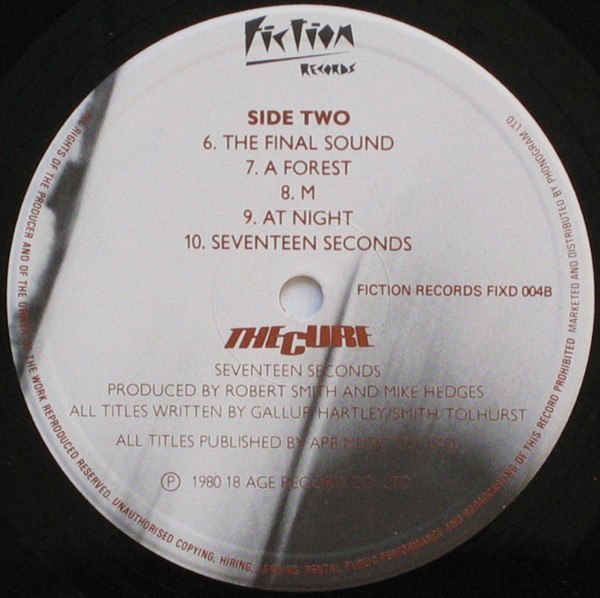 Fiction
RECORDS
SIDE TWO
6. THE FINAL SOUND
7. A FOREST
8. M
9. AT NIGHT
10. SEVENTEEN SECONDS
FICTION RECORDS FIXD 004B
THE CURE
SEVENTEEN SECONDS
PRODUCED BY ROBERT SMITH AND MIKE HEDGES
ALL TITLES WRITTEN BY GALLUP/HARTLEY/SMITH/TOLHURST
ALL TITLES PUBLISHED BY APB MUSIC CO. LTD.
Ⓟ 1980 18 AGE RECORDS CO. LTD.
ALL RIGHTS OF THE PRODUCER AND OF THE OWNER OF THE WORK REPRODUCED RESERVED. UNAUTHORISED COPYING, HIRING, LENDING, RENTAL, PUBLIC PERFORMANCE AND BROADCASTING OF THIS RECORD PROHIBITED MARKETED AND DISTRIBUTED BY PHONOGRAM LTD